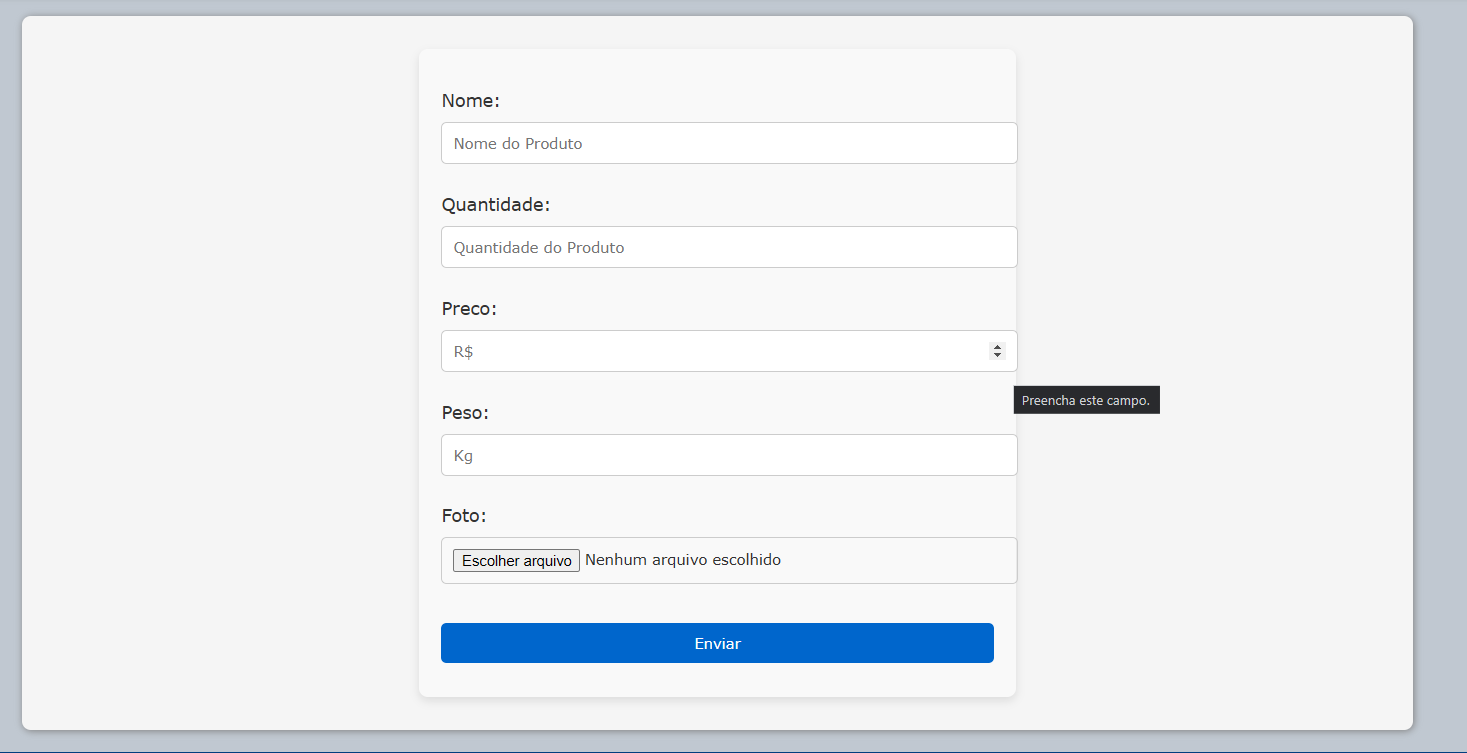 Nome:
Nome do Produto
Quantidade:
Quantidade do Produto
Preco:
R$
Preencha este campo.
Peso:
Kg
Foto:
Escolher arquivo Nenhum arquivo escolhido
Enviar